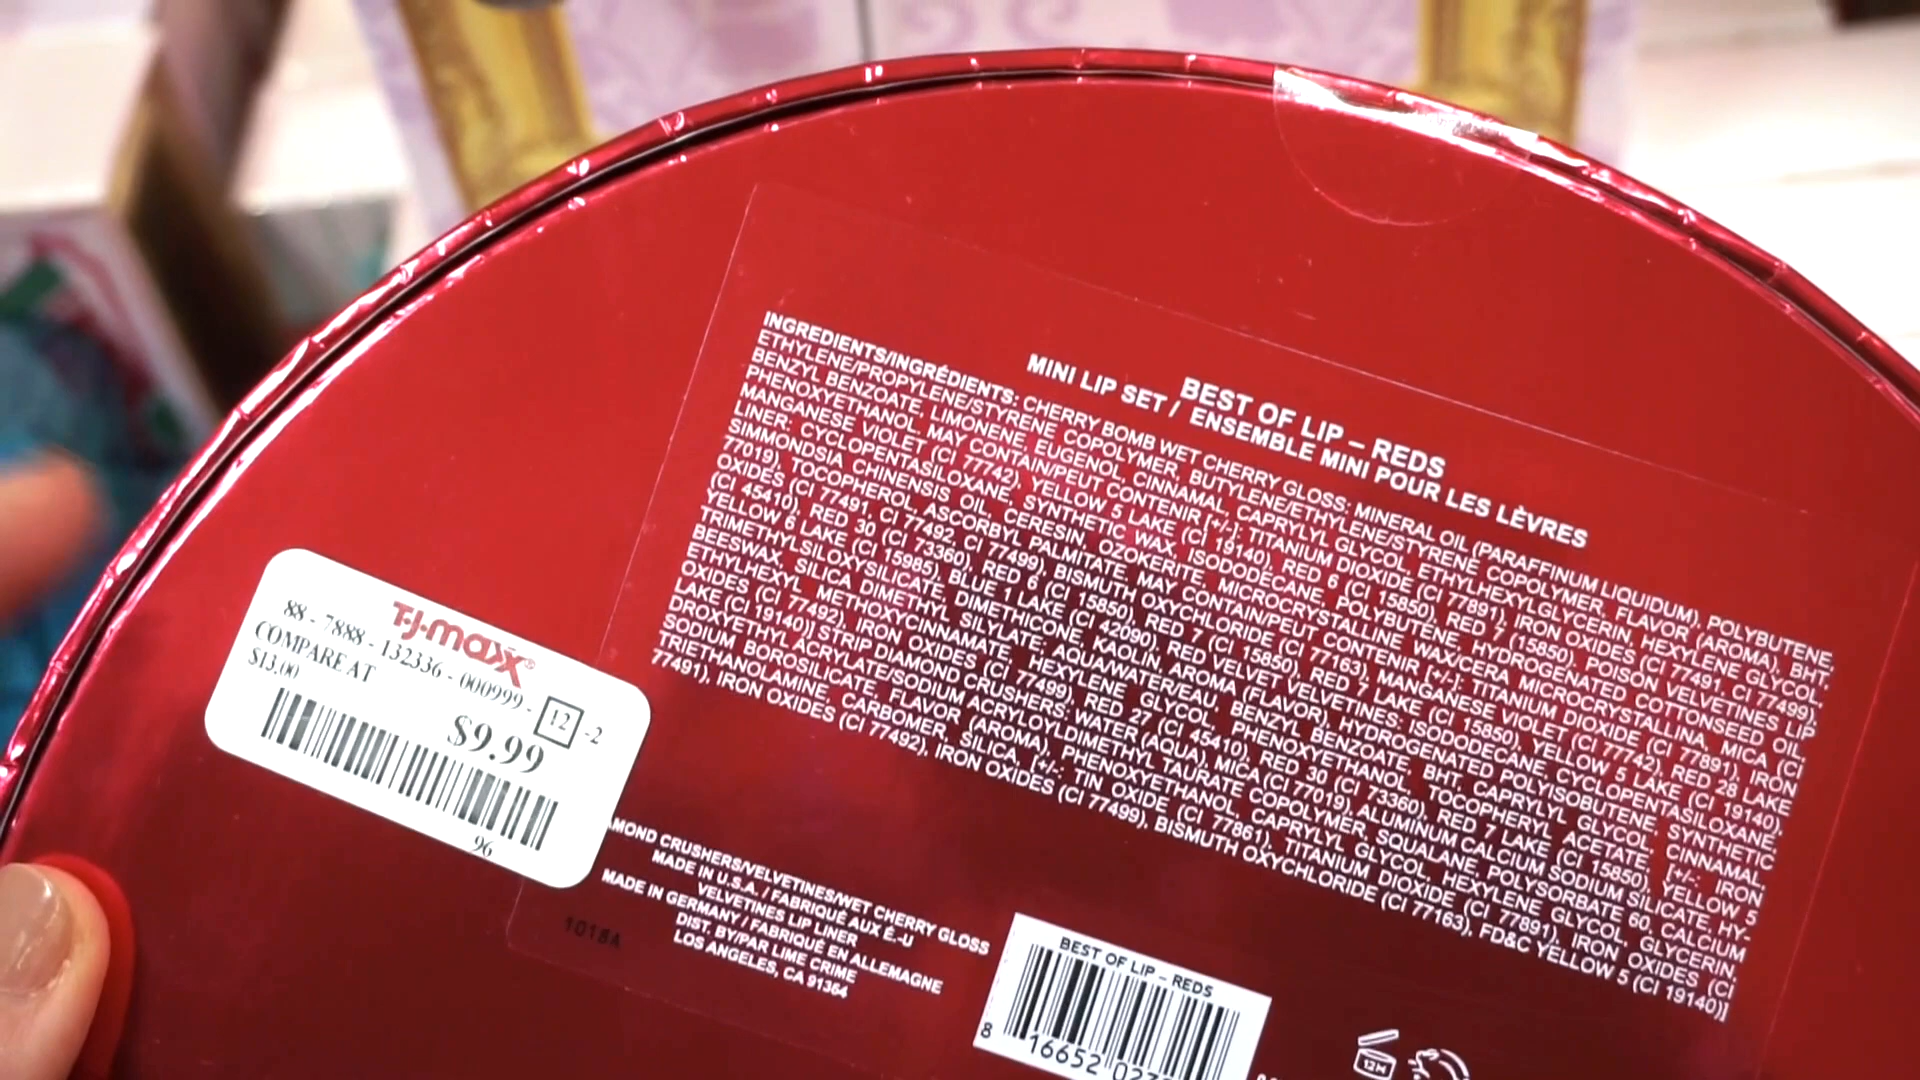 BEST OF LIP – REDS
MINI LIP SET / ENSEMBLE MINI POUR LES LÈVRES
INGREDIENTS/INGRÉDIENTS: CHERRY BOMB WET CHERRY GLOSS: MINERAL OIL (PARAFFINUM LIQUIDUM), POLYBUTENE,
ETHYLENE/PROPYLENE/STYRENE COPOLYMER, BUTYLENE/ETHYLENE/STYRENE COPOLYMER, FLAVOR (AROMA), BHT,
BENZYL BENZOATE, LIMONENE, EUGENOL, CINNAMAL, CAPRYLYL GLYCOL, ETHYLHEXYLGLYCERIN, HEXYLENE GLYCOL,
PHENOXYETHANOL, MAY CONTAIN/PEUT CONTENIR [+/-]: TITANIUM DIOXIDE (CI 77891), IRON OXIDES (CI 77491, CI 77499),
MANGANESE VIOLET (CI 77742), YELLOW 5 LAKE (CI 19140), RED 6 (CI 15850), RED 7 (15850), POISON VELVETINES LIP
LINER: CYCLOPENTASILOXANE, SYNTHETIC WAX, ISODODECANE, POLYBUTENE, HYDROGENATED COTTONSEED OIL,
SIMMONDSIA CHINENSIS OIL, CERESIN, OZOKERITE, MICROCRYSTALLINE WAX/CERA MICROCRYSTALLINA, MICA (CI
77019), TOCOPHEROL, ASCORBYL PALMITATE, MAY CONTAIN/PEUT CONTENIR [+/-]: TITANIUM DIOXIDE (CI 77891), IRON
OXIDES (CI 77491, CI 77492, CI 77499), BISMUTH OXYCHLORIDE (CI 77163), MANGANESE VIOLET (CI 77742), RED 28 LAKE
(CI 45410), RED 30 (CI 73360), RED 6 (CI 15850), RED 7 (CI 15850), RED 7 LAKE (CI 15850), YELLOW 5 LAKE (CI 19140),
YELLOW 6 LAKE (CI 15985), BLUE 1 LAKE (CI 42090), RED VELVET VELVETINES: ISODODECANE, CYCLOPENTASILOXANE,
TRIMETHYLSILOXYSILICATE, DIMETHICONE, KAOLIN, AROMA (FLAVOR), HYDROGENATED POLYISOBUTENE, SYNTHETIC
BEESWAX, SILICA DIMETHYL SILYLATE, AQUA/WATER/EAU, BENZYL BENZOATE, BHT, CAPRYLYL GLYCOL, CINNAMAL,
ETHYLHEXYL METHOXYCINNAMATE, HEXYLENE GLYCOL, PHENOXYETHANOL, TOCOPHERYL ACETATE, [+/-: IRON
OXIDES (CI 77492), IRON OXIDES (CI 77499), RED 27 (CI 45410), RED 30 (CI 73360), RED 7 LAKE (CI 15850), YELLOW 5
LAKE (CI 19140)] STRIP DIAMOND CRUSHERS: WATER (AQUA), MICA (CI 77019), ALUMINUM CALCIUM SODIUM SILICATE, HY-
DROXYETHYL ACRYLATE/SODIUM ACRYLOYLDIMETHYL TAURATE COPOLYMER, SQUALANE, POLYSORBATE 60, CALCIUM
SODIUM BOROSILICATE, FLAVOR (AROMA), PHENOXYETHANOL, CAPRYLYL GLYCOL, HEXYLENE GLYCOL, GLYCERIN,
TRIETHANOLAMINE, CARBOMER, SILICA, [+/-: TIN OXIDE (CI 77861), TITANIUM DIOXIDE (CI 77891), IRON OXIDES (CI
77491), IRON OXIDES (CI 77492), IRON OXIDES (CI 77499), BISMUTH OXYCHLORIDE (CI 77163), FD&C YELLOW 5 (CI 19140)]
T·J·maxx®
88 - 7888 - 132336 - 000999 - 12 -2
COMPARE AT
$13.00
$9.99
96
AMOND CRUSHERS/VELVETINES/WET CHERRY GLOSS
MADE IN U.S.A. / FABRIQUÉ AUX É.-U
VELVETINES LIP LINER
MADE IN GERMANY / FABRIQUÉ EN ALLEMAGNE
DIST. BY/PAR LIME CRIME
LOS ANGELES, CA 91364
1018A
BEST OF LIP – REDS
8 16652 023
12M